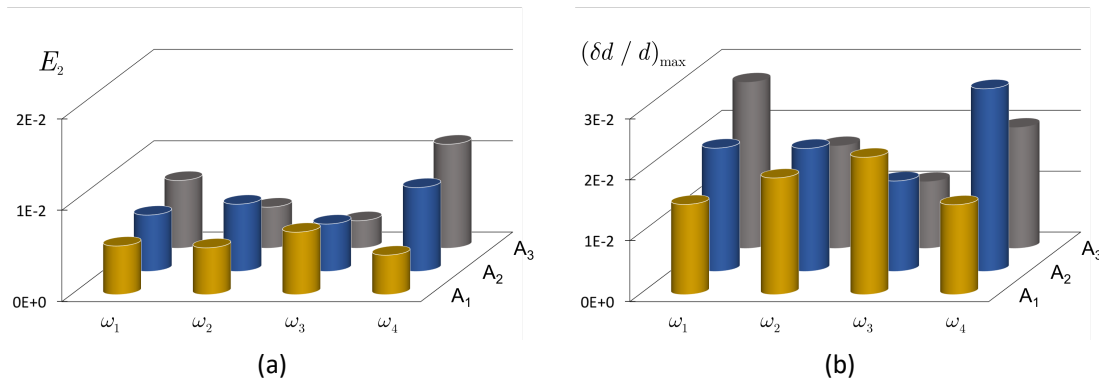 E₂
2E-2
1E-2
0E+0
A₃
A₂
A₁
ω₁ ω₂ ω₃ ω₄
(a)
(δd / d)max
3E-2
2E-2
1E-2
0E+0
A₃
A₂
A₁
ω₁ ω₂ ω₃ ω₄
(b)